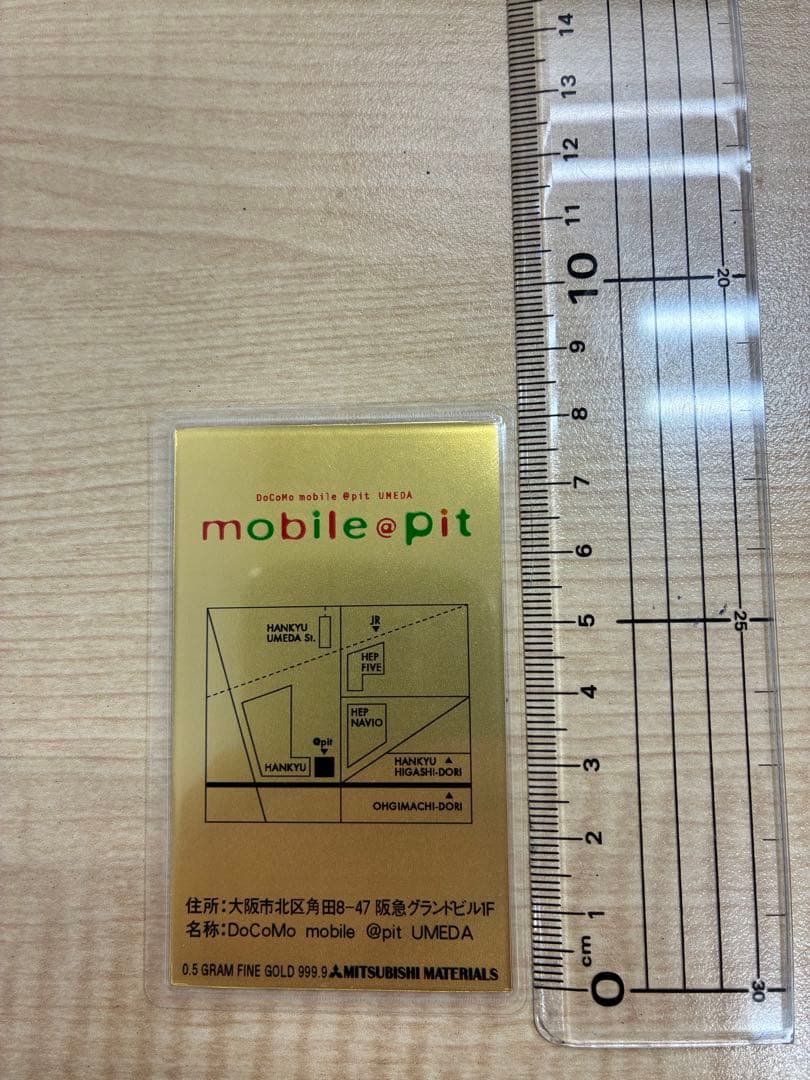 DoCoMo mobile @pit UMEDA
mobile@pit
HANKYU
UMEDA St.
JR
HEP
FIVE
HEP
NAVIO
@pit
HANKYU
HANKYU
HIGASHI-DORI
OHGIMACHI-DORI
住所:大阪市北区角田8-47 阪急グランドビル1F
名称:DoCoMo mobile @pit UMEDA
0.5 GRAM FINE GOLD 999.9 MITSUBISHI MATERIALS
14
13
12
11
10
20
9
8
7
6
5
25
4
3
2
1
cm
0
30